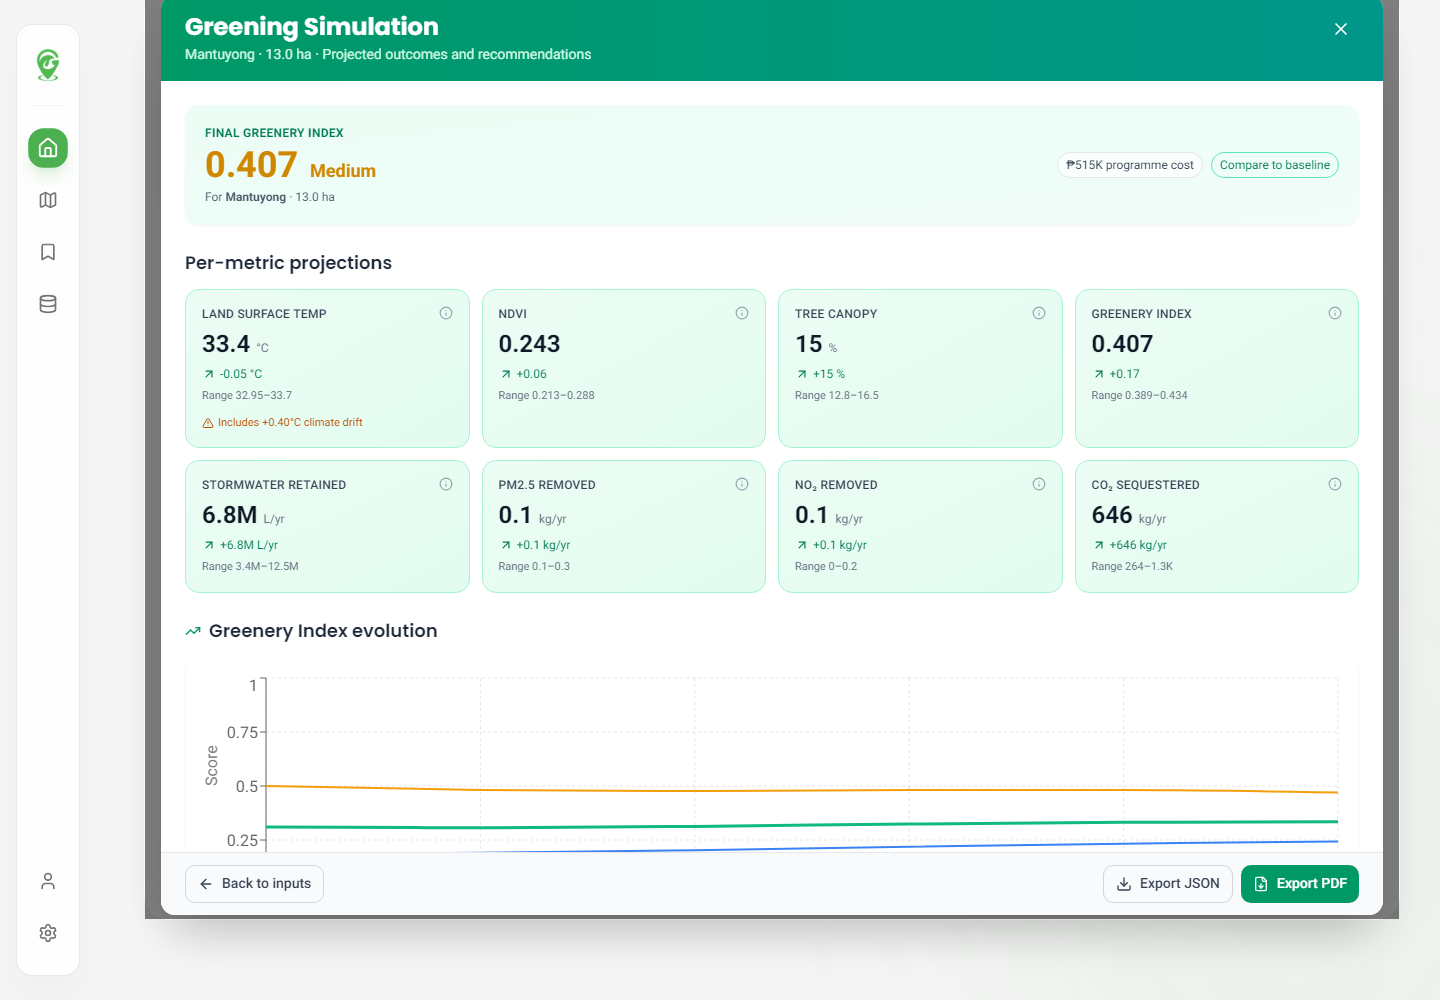 Greening Simulation
Mantuyong · 13.0 ha · Projected outcomes and recommendations
FINAL GREENERY INDEX
0.407 Medium
For Mantuyong · 13.0 ha
₱515K programme cost
Compare to baseline
Per-metric projections
LAND SURFACE TEMP
33.4 °C
-0.05 °C
Range 32.95–33.7
Includes +0.40°C climate drift
NDVI
0.243
+0.06
Range 0.213–0.288
TREE CANOPY
15 %
+15 %
Range 12.8–16.5
GREENERY INDEX
0.407
+0.17
Range 0.389–0.434
STORMWATER RETAINED
6.8M L/yr
+6.8M L/yr
Range 3.4M–12.5M
PM2.5 REMOVED
0.1 kg/yr
+0.1 kg/yr
Range 0.1–0.3
NO₂ REMOVED
0.1 kg/yr
+0.1 kg/yr
Range 0–0.2
CO₂ SEQUESTERED
646 kg/yr
+646 kg/yr
Range 264–1.3K
Greenery Index evolution
1
0.75
0.5
0.25
Score
Back to inputs
Export JSON
Export PDF